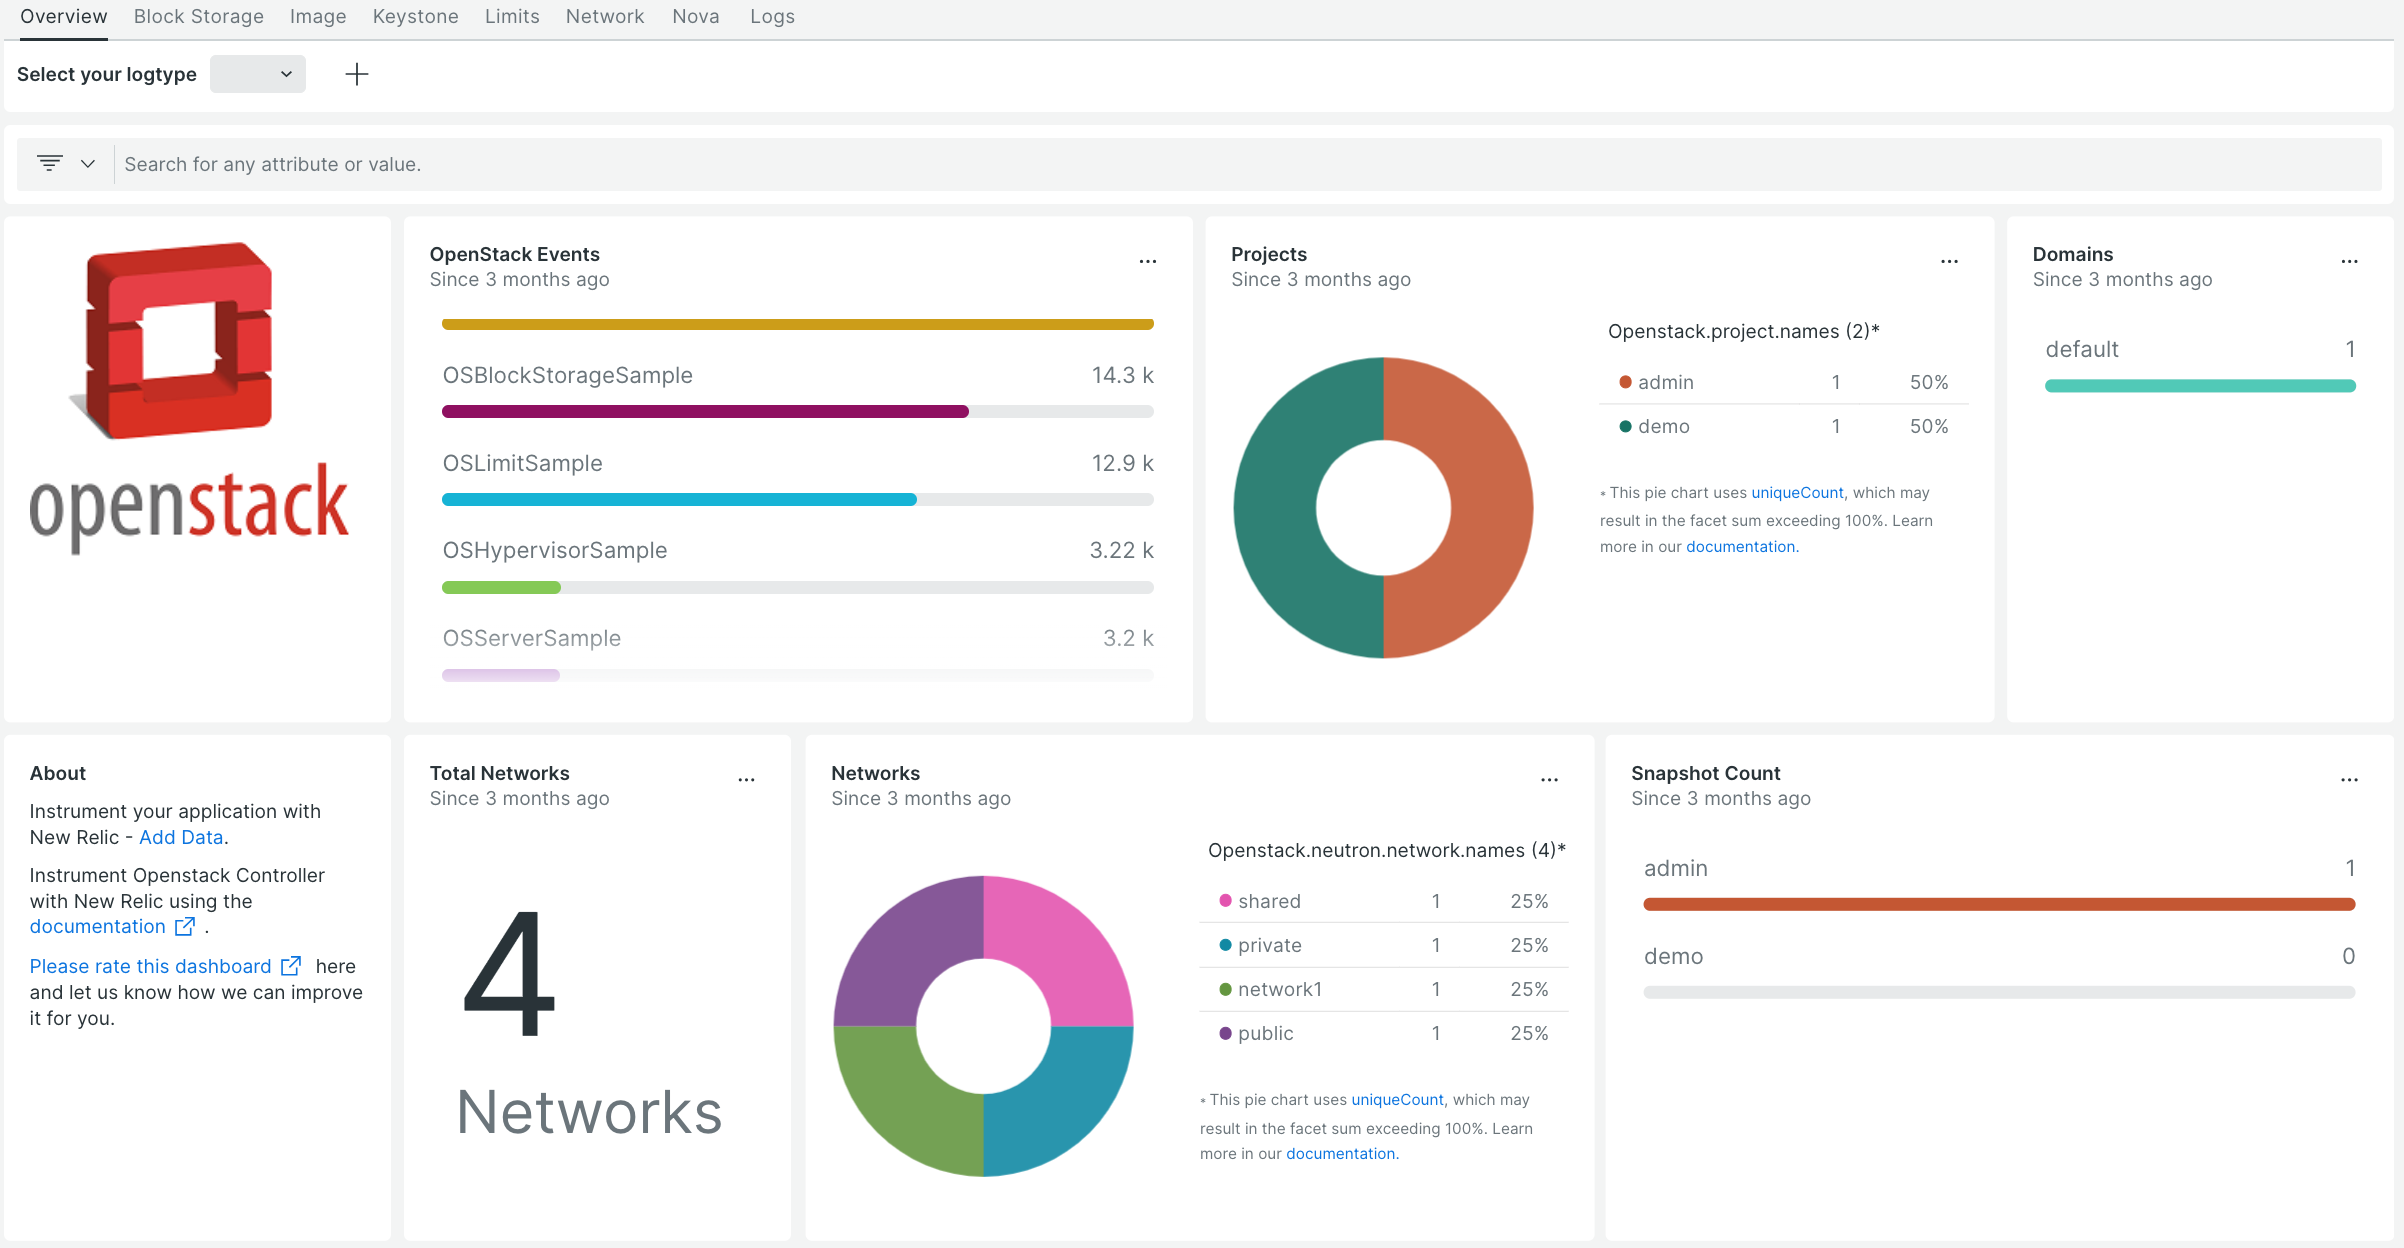 Overview Block Storage Image Keystone Limits Network Nova Logs
Select your logtype
Search for any attribute or value.
openstack
OpenStack Events
Since 3 months ago
OSBlockStorageSample 14.3 k
OSLimitSample 12.9 k
OSHypervisorSample 3.22 k
OSServerSample 3.2 k
Projects
Since 3 months ago
Openstack.project.names (2)*
admin 1 50%
demo 1 50%
* This pie chart uses uniqueCount, which may
result in the facet sum exceeding 100%. Learn
more in our documentation.
Domains
Since 3 months ago
default 1
About
Instrument your application with
New Relic - Add Data.
Instrument Openstack Controller
with New Relic using the
documentation .
Please rate this dashboard here
and let us know how we can improve
it for you.
Total Networks
Since 3 months ago
4
Networks
Networks
Since 3 months ago
Openstack.neutron.network.names (4)*
shared 1 25%
private 1 25%
network1 1 25%
public 1 25%
* This pie chart uses uniqueCount, which may
result in the facet sum exceeding 100%. Learn
more in our documentation.
Snapshot Count
Since 3 months ago
admin 1
demo 0